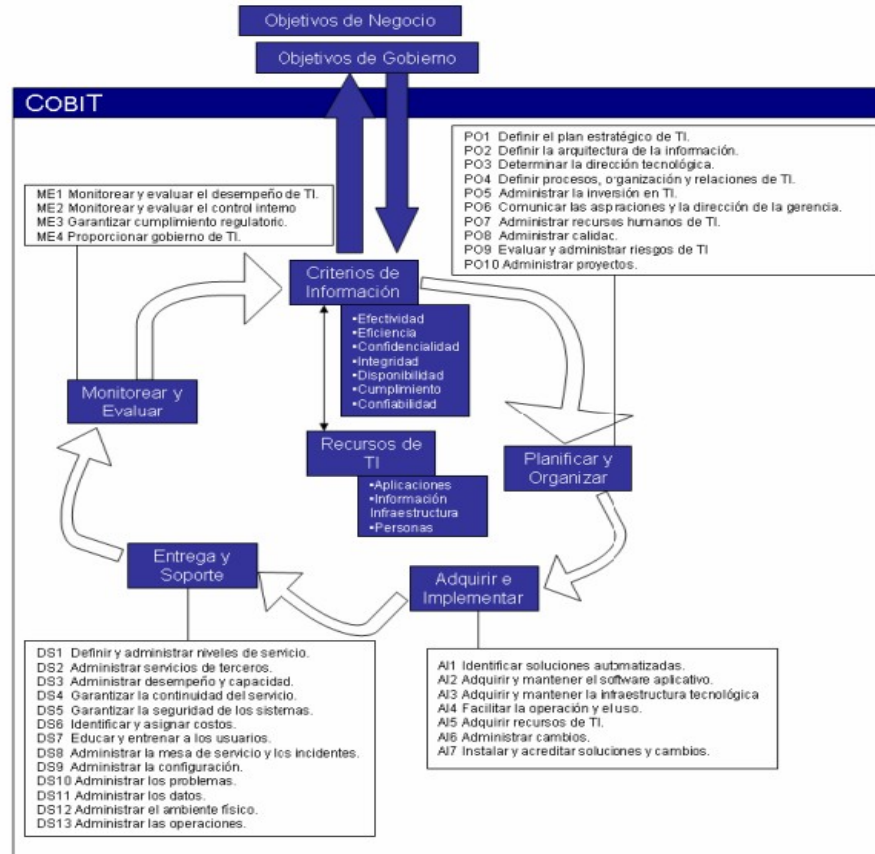 Objetivos de Negocio
Objetivos de Gobierno
COBIT
PO1 Definir el plan estratégico de TI.
PO2 Definir la arquitectura de la información.
PO3 Determinar la dirección tecnológica.
PO4 Definir procesos, organización y relaciones de TI.
PO5 Administrar la inversión en TI.
PO6 Comunicar las aspiraciones y la dirección de la gerencia.
PO7 Administrar recursos humanos de TI.
PO8 Administrar calidac.
PO9 Evaluar y administrar riesgos de TI
PO10 Administrar proyectos.
ME1 Monitorear y evaluar el desempeño de TI.
ME2 Monitorear y evaluar el control interno
ME3 Garantizar cumplimiento regulatoric.
ME4 Proporcionar gobierno de TI.
Criterios de
Información
•Efectividad
•Eficiencia
•Confidencialidad
•Integridad
•Disponibilidad
•Cumplimiento
•Confiabilidad
Monitorear y
Evaluar
Recursos de
TI
•Aplicaciones
•Información
Infraestructura
•Personas
Planificar y
Organizar
Entrega y
Soporte
Adquirir e
Implementar
DS1 Definir y administrar niveles de servicio.
DS2 Administrar servicios de terceros.
DS3 Administrar desempeño y capacidad.
DS4 Garantizar la continuidad del servicio.
DS5 Garantizar la seguridad de los sistemas.
DS6 Identificar y asignar costos.
DS7 Educar y entrenar a los usuarios.
DS8 Administrar la mesa de servicio y los incidentes.
DS9 Administrar la configuración.
DS10 Administrar los problemas.
DS11 Administrar los datos.
DS12 Administrar el ambiente físico.
DS13 Administrar las operaciones.
AI1 Identificar soluciones automatizadas.
AI2 Adquirir y mantener el software aplicativo.
AI3 Adquirir y mantener la infraestructura tecnológica
AI4 Facilitar la operación y el uso.
AI5 Adquirir recursos de TI.
AI6 Administrar cambios.
AI7 Instalar y acreditar soluciones y cambios.